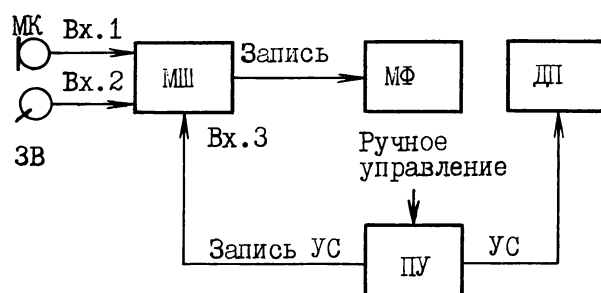 МК
Вх.1
Вх.2
ЗВ
МШ
Запись
МФ
ДП
Вх.3
Ручное
управление
Запись УС
ПУ
УС